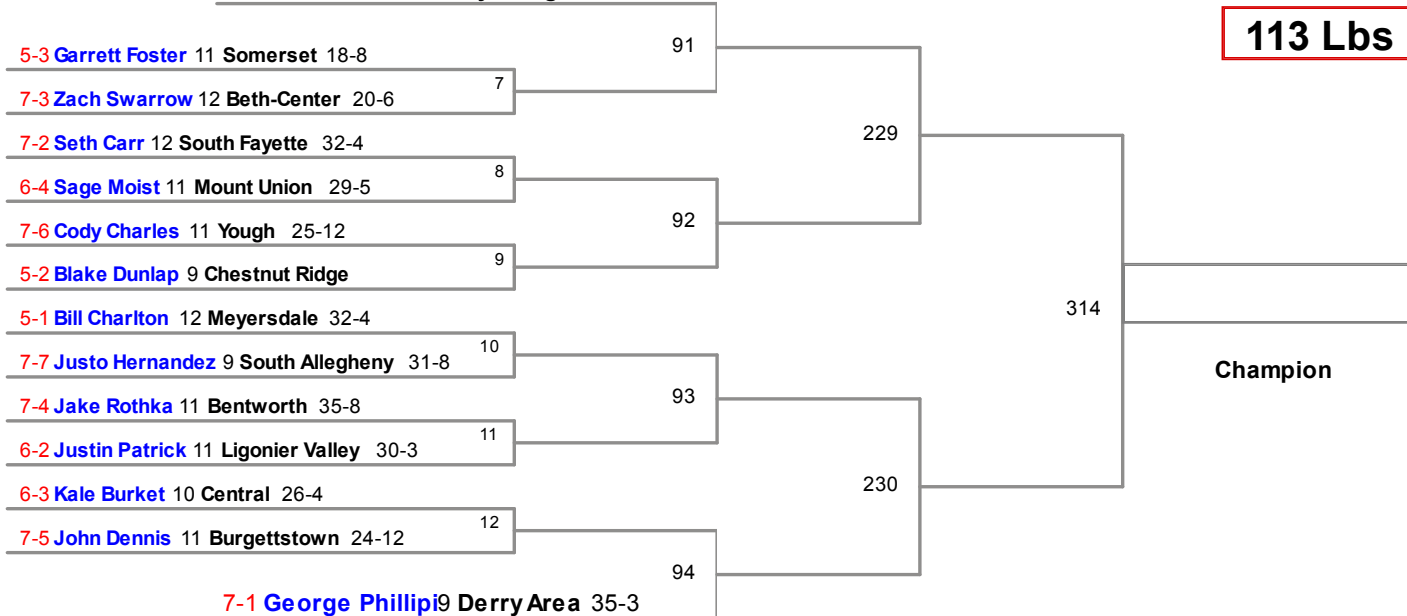 113 Lbs
91
5-3 Garrett Foster 11 Somerset 18-8
7
7-3 Zach Swarrow 12 Beth-Center 20-6
229
7-2 Seth Carr 12 South Fayette 32-4
8
6-4 Sage Moist 11 Mount Union 29-5
92
7-6 Cody Charles 11 Yough 25-12
9
5-2 Blake Dunlap 9 Chestnut Ridge
314
5-1 Bill Charlton 12 Meyersdale 32-4
10
7-7 Justo Hernandez 9 South Allegheny 31-8
Champion
93
7-4 Jake Rothka 11 Bentworth 35-8
11
6-2 Justin Patrick 11 Ligonier Valley 30-3
230
6-3 Kale Burket 10 Central 26-4
12
7-5 John Dennis 11 Burgettstown 24-12
94
7-1 George Phillipi9 Derry Area 35-3